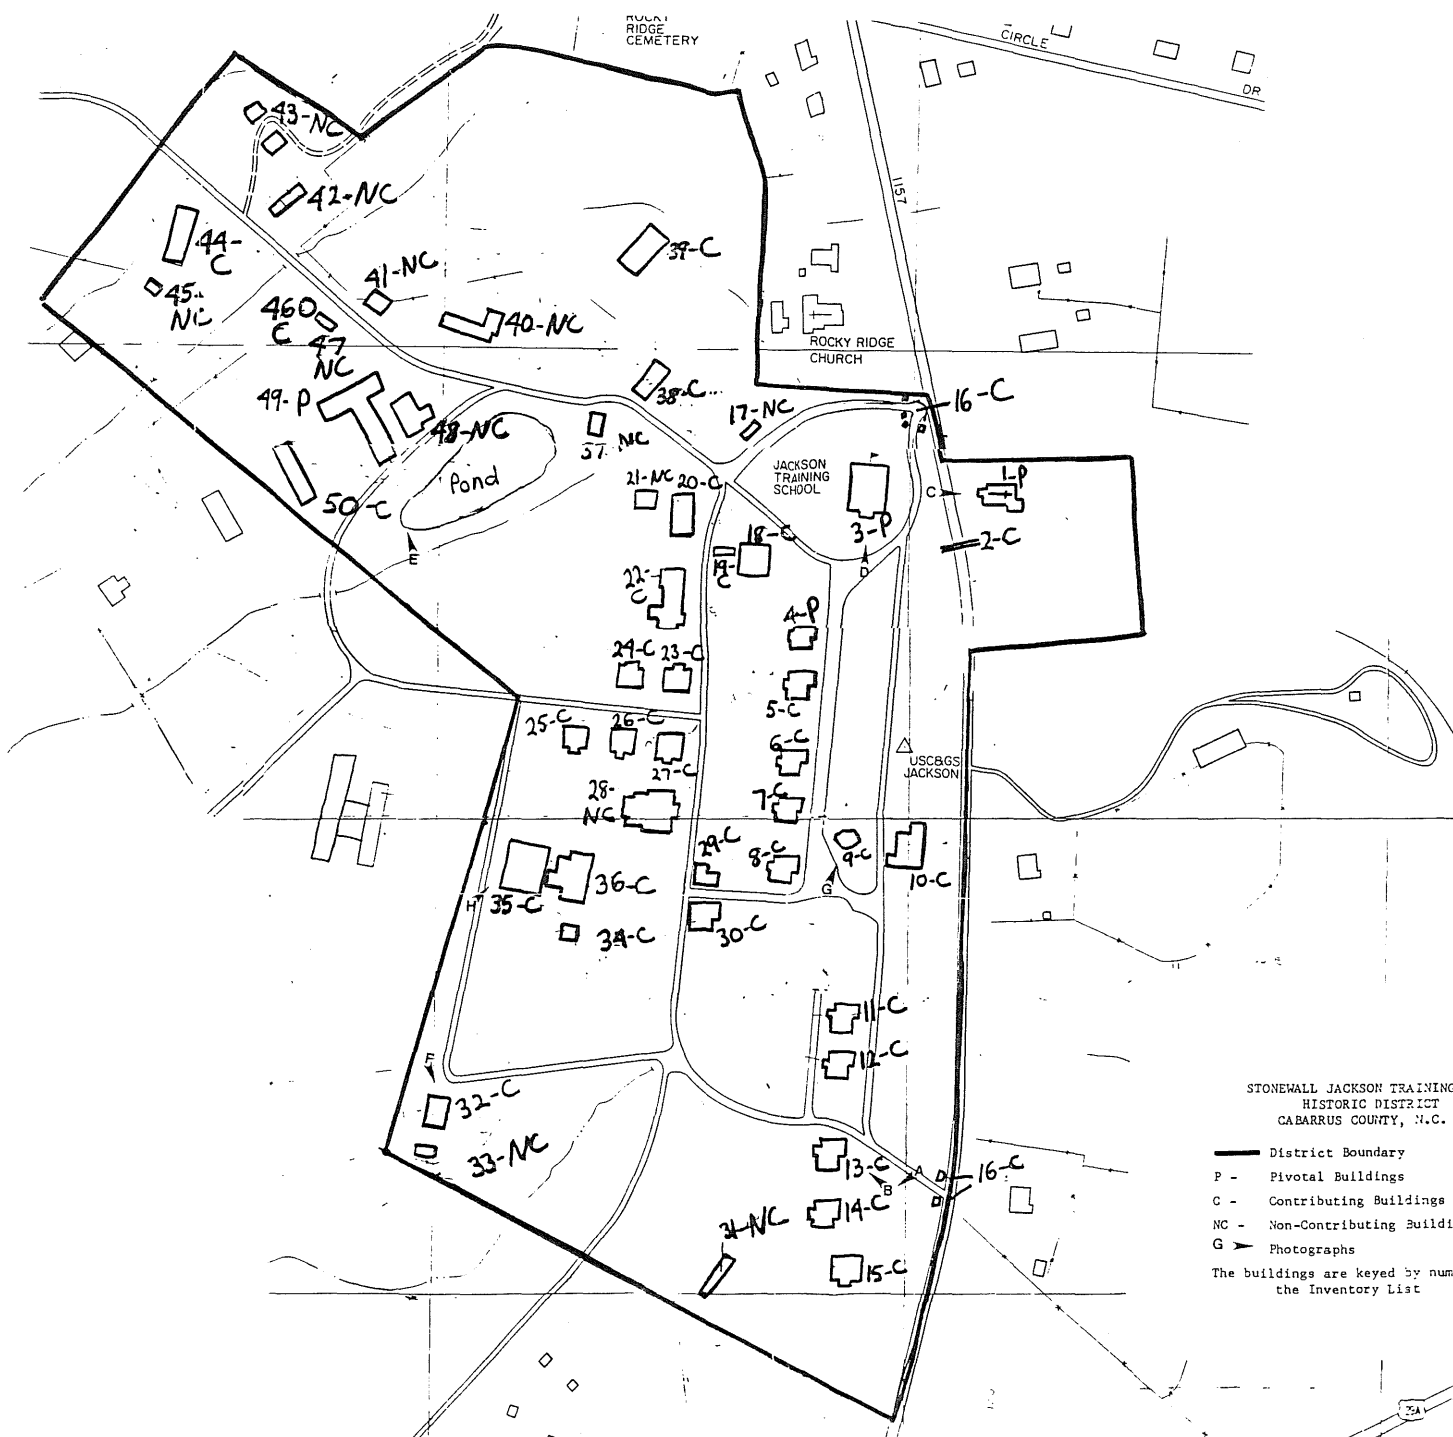 ROCKY
RIDGE
CEMETERY
CIRCLE
DR
1157
43-NC
42-NC
44-
C
45-
NC
41-NC
39-C
40-NC
46
C
47
NC
ROCKY RIDGE
CHURCH
49-P
48-NC
38-C
17-NC
16-C
NC
Pond
50-C
E
21-NC
20-C
JACKSON
TRAINING
SCHOOL
C
1-P
3-P
2-C
18-C
19-
C
D
22-
C
4-P
24-C
23-C
5-C
25-C
26-C
27-C
6-C
USC&GS
JACKSON
28-
NC
7-C
29-C
8-C
9-C
10-C
G
H
35-C
36-C
34-C
30-C
11-C
12-C
F
32-C
33-NC
13-C
A
B
16-C
14-C
31-NC
15-C
STONEWALL JACKSON TRAINING
HISTORIC DISTRICT
CABARRUS COUNTY, N.C.
District Boundary
P - Pivotal Buildings
C - Contributing Buildings
NC - Non-Contributing Buildi
G Photographs
The buildings are keyed by num
the Inventory List
29A